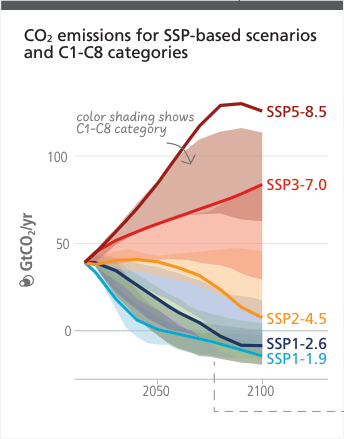 CO₂ emissions for SSP-based scenarios
and C1-C8 categories
color shading shows
C1-C8 category
SSP5-8.5
100
SSP3-7.0
50
GtCO₂/yr
SSP2-4.5
0
SSP1-2.6
SSP1-1.9
2050
2100